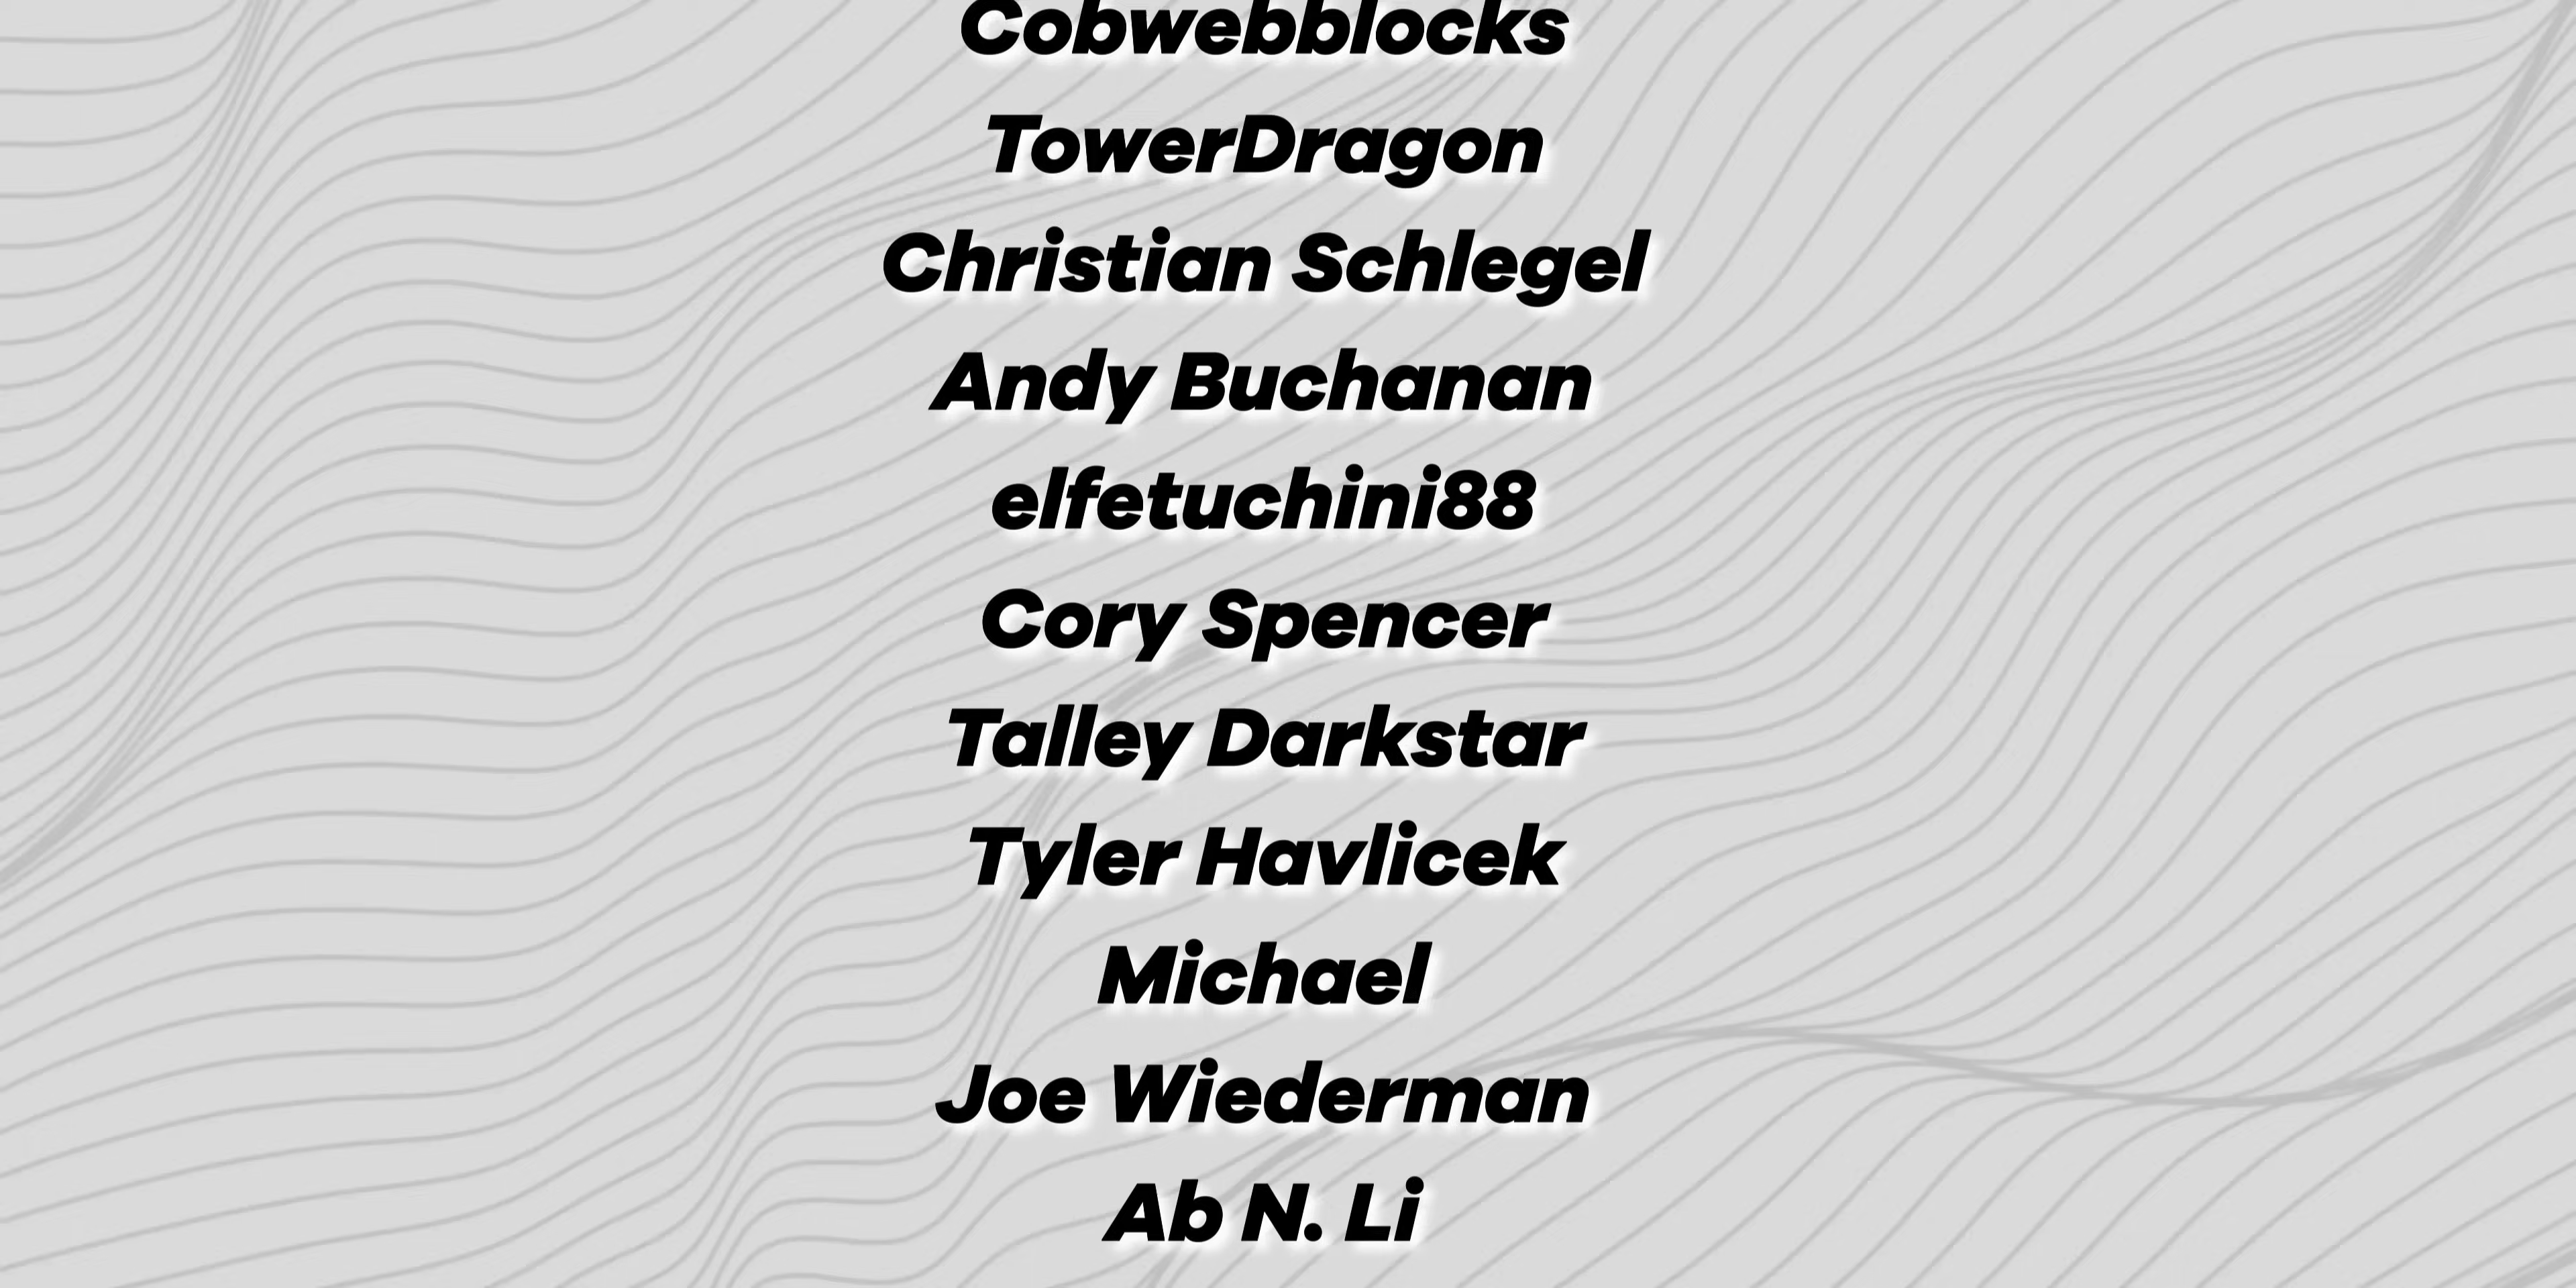 Cobwebblocks
TowerDragon
Christian Schlegel
Andy Buchanan
elfetuchini88
Cory Spencer
Talley Darkstar
Tyler Havlicek
Michael
Joe Wiederman
Ab N. Li